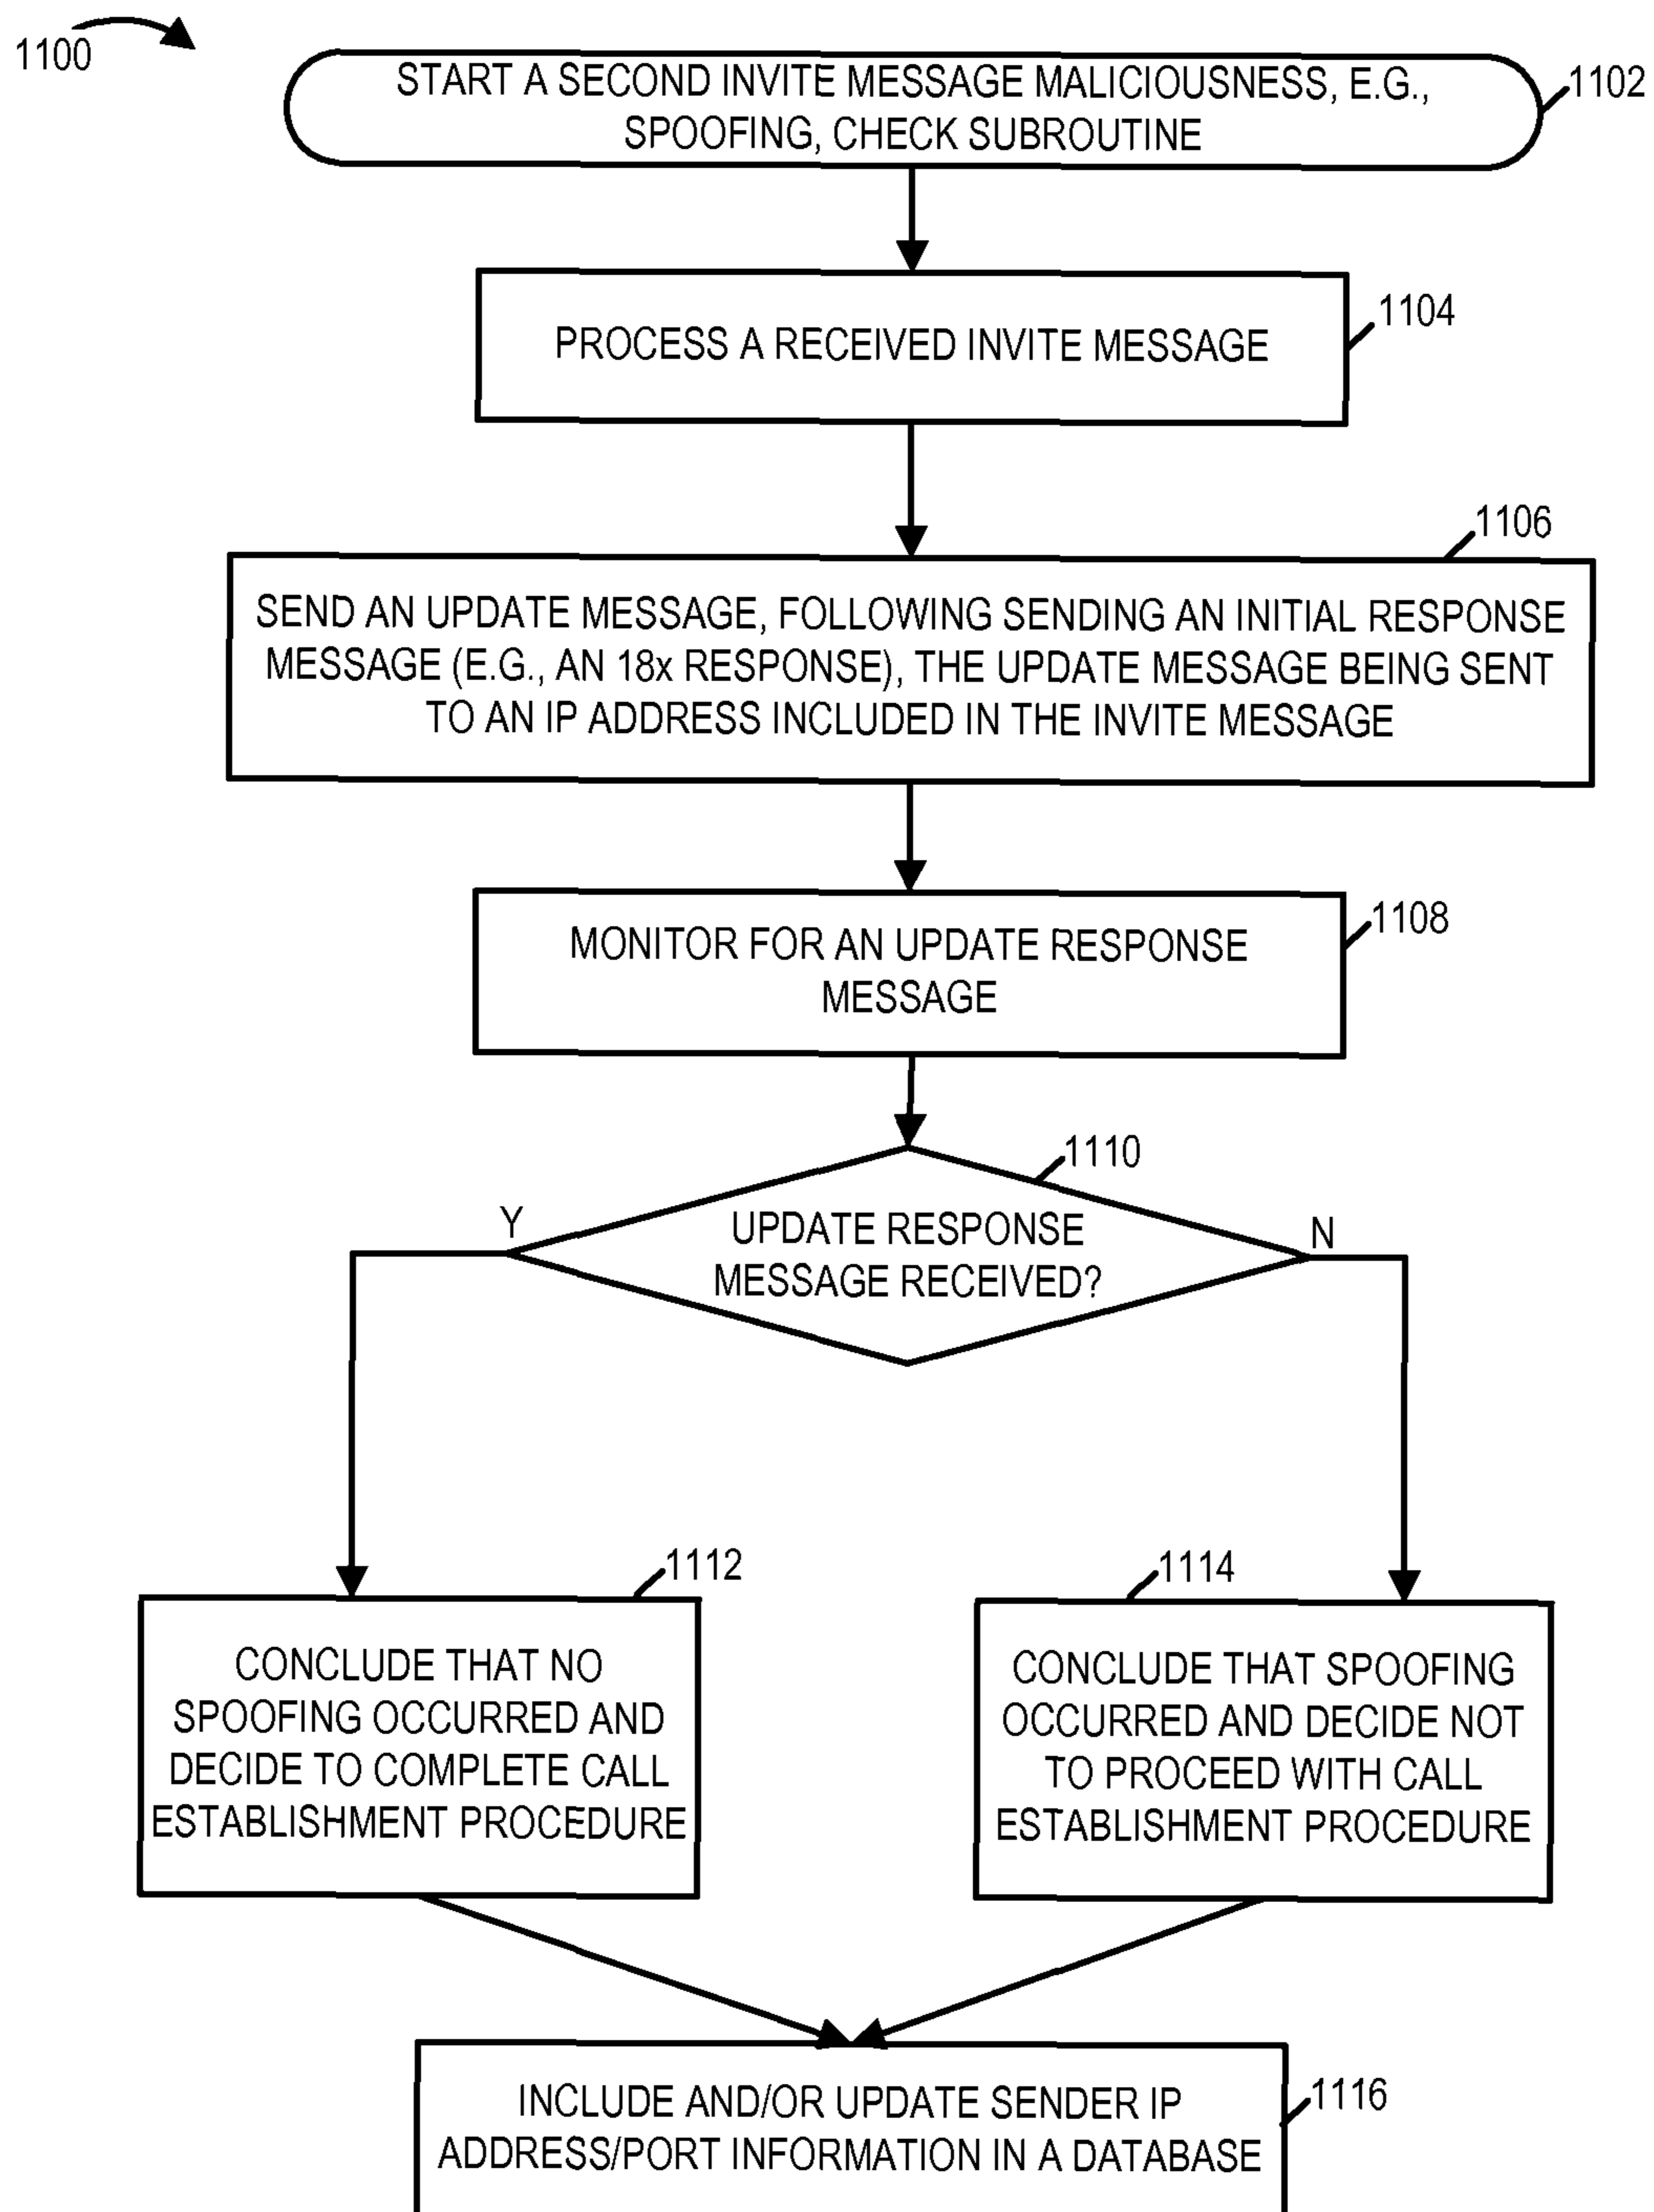 1100
START A SECOND INVITE MESSAGE MALICIOUSNESS, E.G.,
SPOOFING, CHECK SUBROUTINE
1102
PROCESS A RECEIVED INVITE MESSAGE
1104
1106
SEND AN UPDATE MESSAGE, FOLLOWING SENDING AN INITIAL RESPONSE
MESSAGE (E.G., AN 18x RESPONSE), THE UPDATE MESSAGE BEING SENT
TO AN IP ADDRESS INCLUDED IN THE INVITE MESSAGE
1108
MONITOR FOR AN UPDATE RESPONSE
MESSAGE
1110
Y
UPDATE RESPONSE
MESSAGE RECEIVED?
N
1112
CONCLUDE THAT NO
SPOOFING OCCURRED AND
DECIDE TO COMPLETE CALL
ESTABLISHMENT PROCEDURE
1114
CONCLUDE THAT SPOOFING
OCCURRED AND DECIDE NOT
TO PROCEED WITH CALL
ESTABLISHMENT PROCEDURE
1116
INCLUDE AND/OR UPDATE SENDER IP
ADDRESS/PORT INFORMATION IN A DATABASE